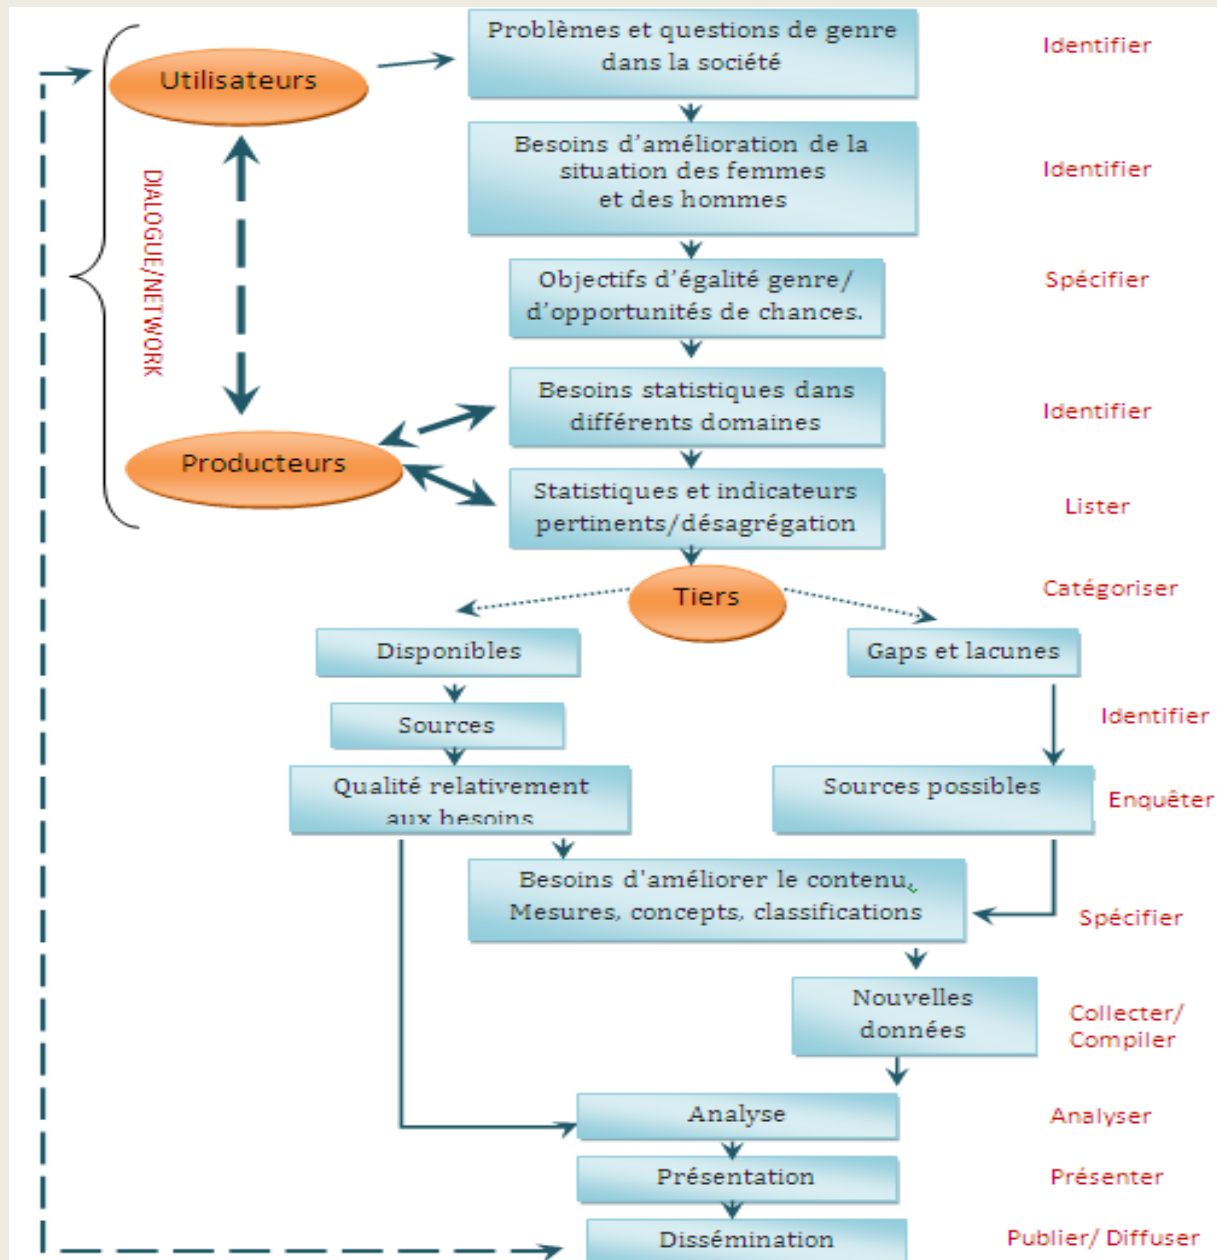 Problèmes et questions de genre
dans la société
Identifier
Utilisateurs
Besoins d'amélioration de la
situation des femmes
et des hommes
Identifier
DIALOGUE/NETWORK
Objectifs d'égalité genre/
d'opportunités de chances.
Spécifier
Besoins statistiques dans
différents domaines
Identifier
Producteurs
Statistiques et indicateurs
pertinents/désagrégation
Lister
Tiers
Catégoriser
Disponibles
Gaps et lacunes
Sources
Identifier
Qualité relativement
aux besoins
Sources possibles
Enquêter
Besoins d'améliorer le contenu,
Mesures, concepts, classifications
Spécifier
Nouvelles
données
Collecter/
Compiler
Analyse
Analyser
Présentation
Présenter
Dissémination
Publier/ Diffuser